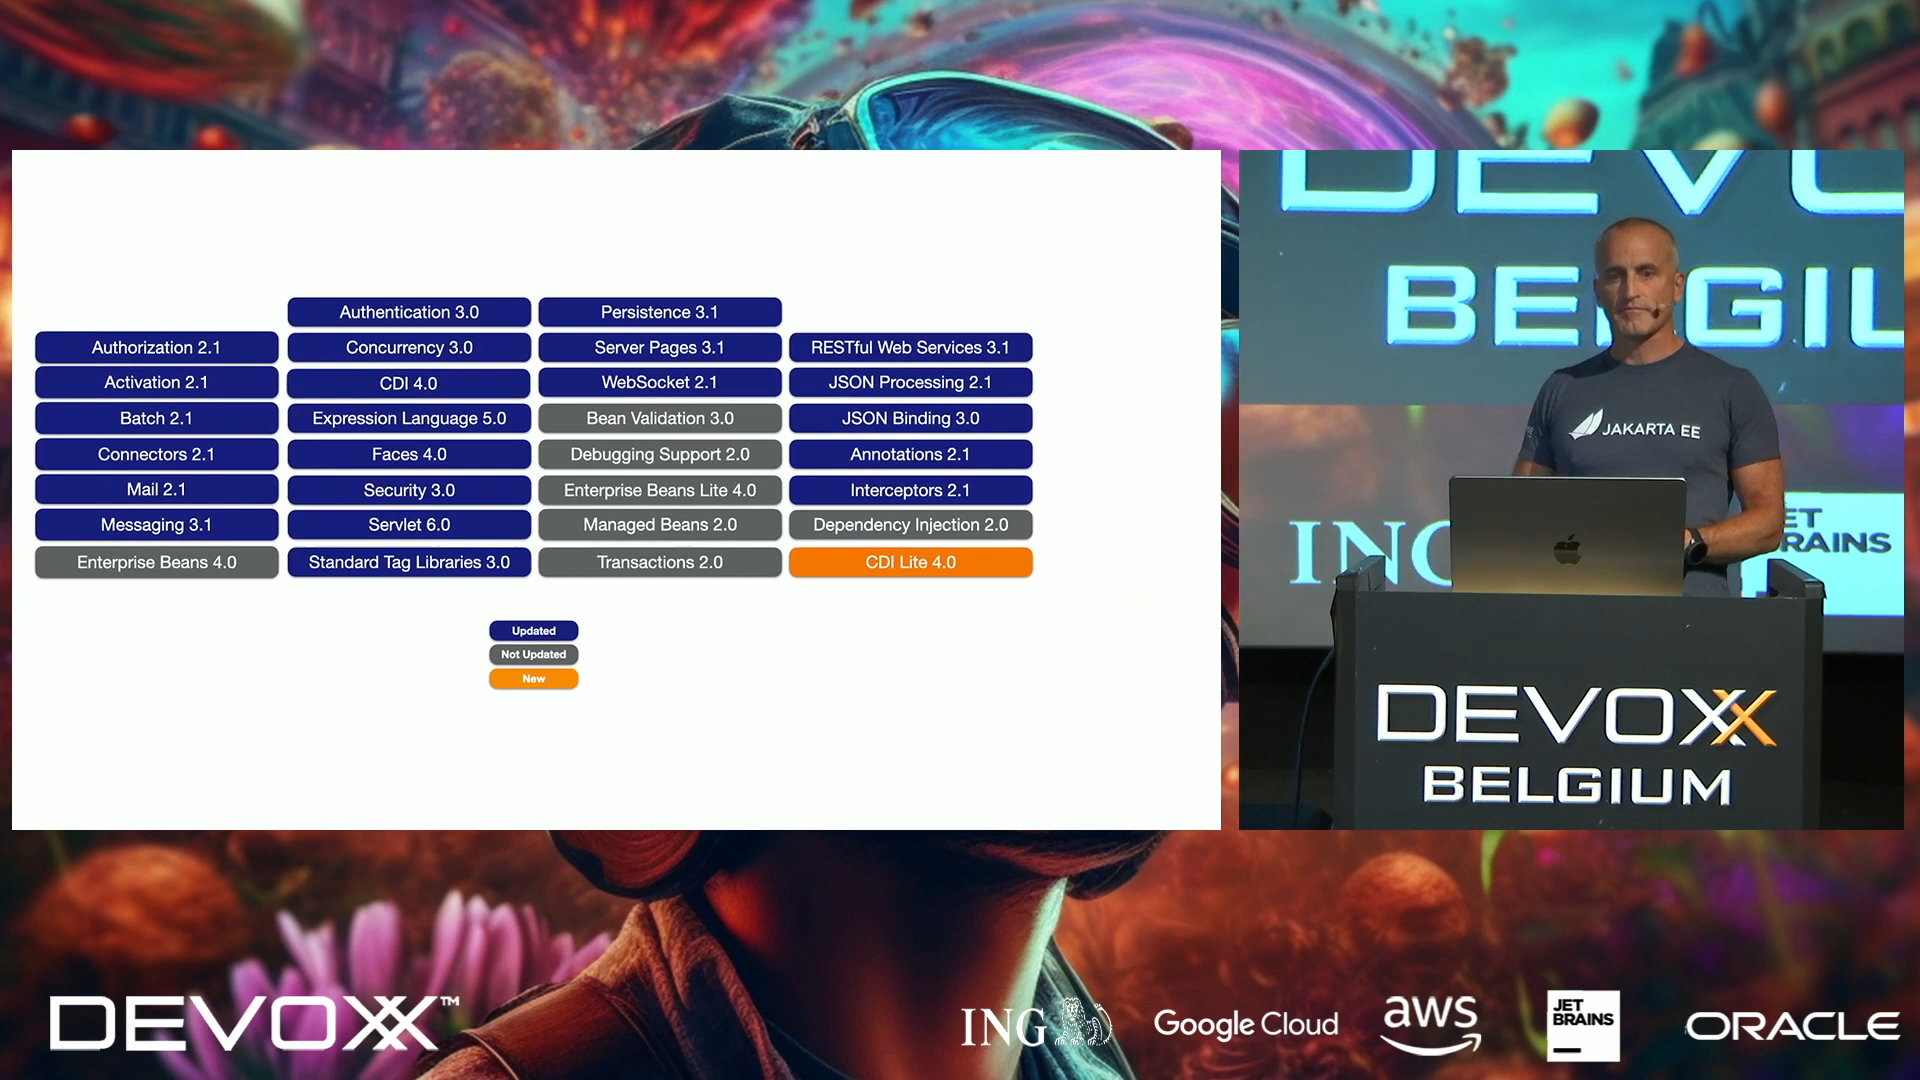 Authentication 3.0
Persistence 3.1
Authorization 2.1
Concurrency 3.0
Server Pages 3.1
RESTful Web Services 3.1
Activation 2.1
CDI 4.0
WebSocket 2.1
JSON Processing 2.1
Batch 2.1
Expression Language 5.0
Bean Validation 3.0
JSON Binding 3.0
Connectors 2.1
Faces 4.0
Debugging Support 2.0
Annotations 2.1
Mail 2.1
Security 3.0
Enterprise Beans Lite 4.0
Interceptors 2.1
Messaging 3.1
Servlet 6.0
Managed Beans 2.0
Dependency Injection 2.0
Enterprise Beans 4.0
Standard Tag Libraries 3.0
Transactions 2.0
CDI Lite 4.0
Updated
Not Updated
New
JAKARTA EE
DEVOXX
BELGIUM
DEVOXX™
ING
Google Cloud
aws
JET
BRAINS
ORACLE